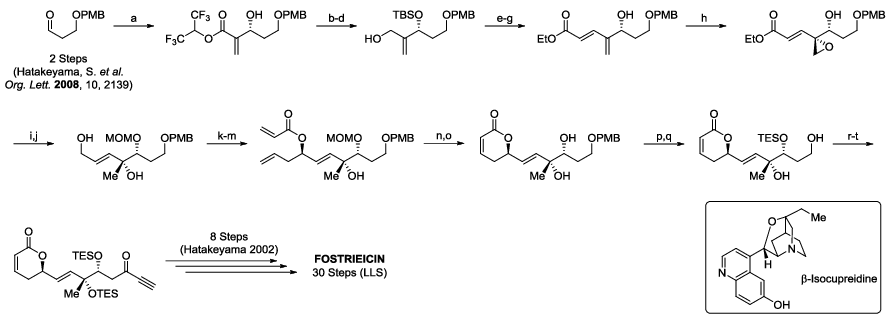 OPMB
O
a
CF3
F3C
O
O
OH
OPMB
b-d
TBSO
OPMB
HO
e-g
O
EtO
OH
OPMB
h
O
EtO
OH
OPMB
O
2 Steps
(Hatakeyama, S. et al.
Org. Lett. 2008, 10, 2139)
i,j
OH
MOMO
OPMB
Me
OH
k-m
O
O
MOMO
OPMB
Me
OH
n,o
O
O
OH
OPMB
Me
OH
p,q
O
O
TESO
OH
Me
OH
r-t
O
O
TESO
O
Me
OTES
8 Steps
(Hatakeyama 2002)
FOSTRIEICIN
30 Steps (LLS)
O
Me
N
H
N
OH
β-Isocupreidine